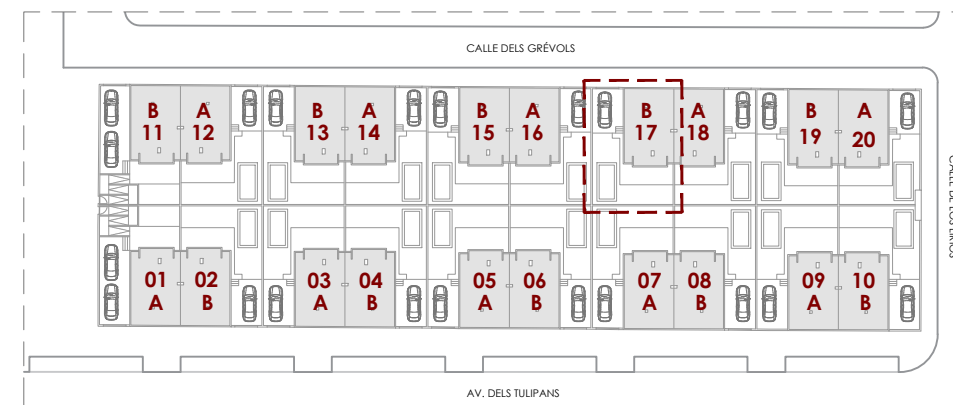 CALLE DELS GRÉVOLS
B A B A B A B A B A
11 12 13 14 15 16 17 18 19 20
CALLE DE LOS LIRIOS
01 02 03 04 05 06 07 08 09 10
A B A B A B A B A B
AV. DELS TULIPANS